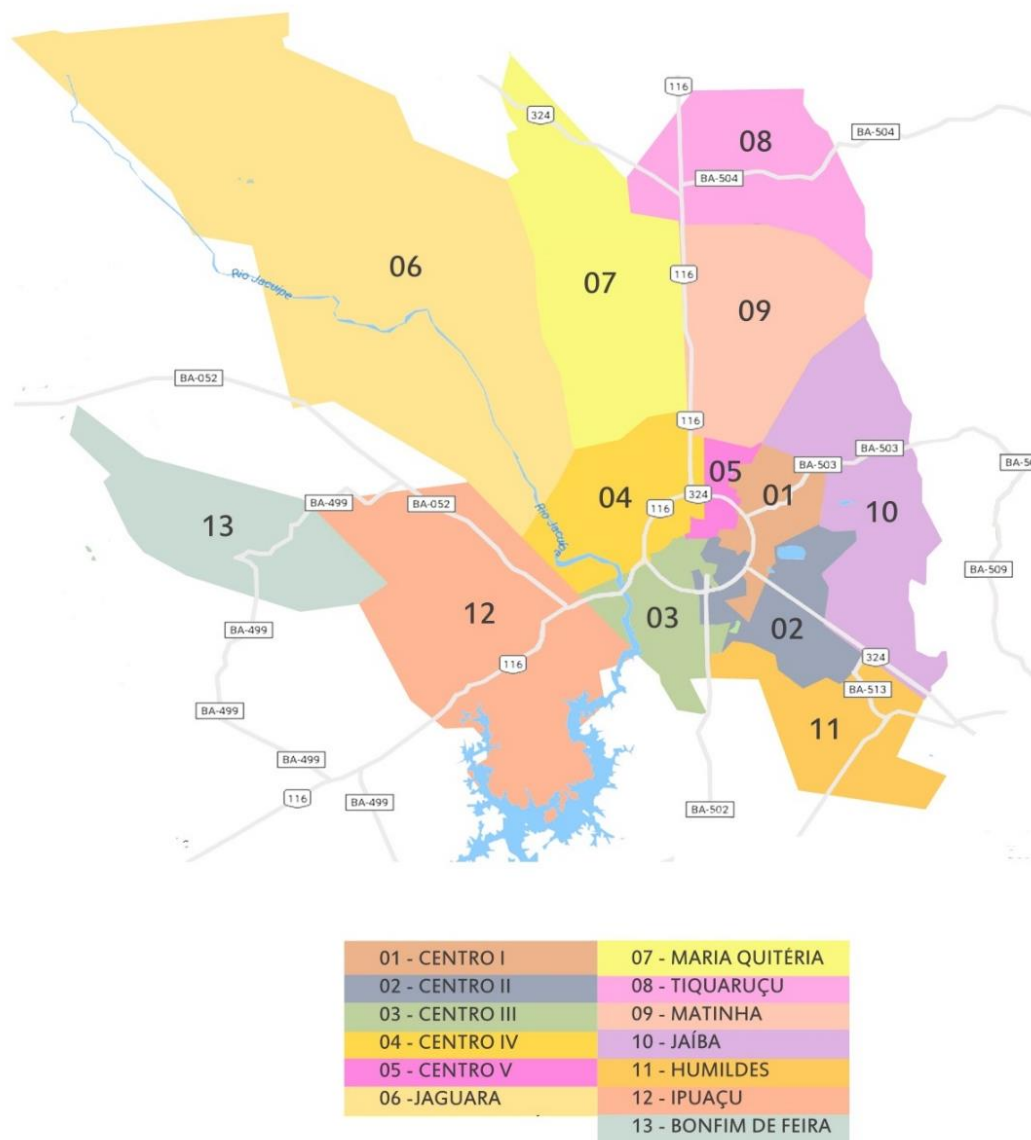 116
324
08
BA-504
BA-504
06
116
07
Rio Jacuípe
09
BA-052
116
BA-503
BA-503
05
324
01
04
BA-499
BA-052
116
10
13
Rio Jacuí
BA-509
12
03
02
BA-499
324
116
BA-513
BA-499
11
BA-499
116
BA-499
BA-502
01 - CENTRO I
02 - CENTRO II
03 - CENTRO III
04 - CENTRO IV
05 - CENTRO V
06 -JAGUARA
07 - MARIA QUITÉRIA
08 - TIQUARUÇU
09 - MATINHA
10 - JAÍBA
11 - HUMILDES
12 - IPUAÇU
13 - BONFIM DE FEIRA